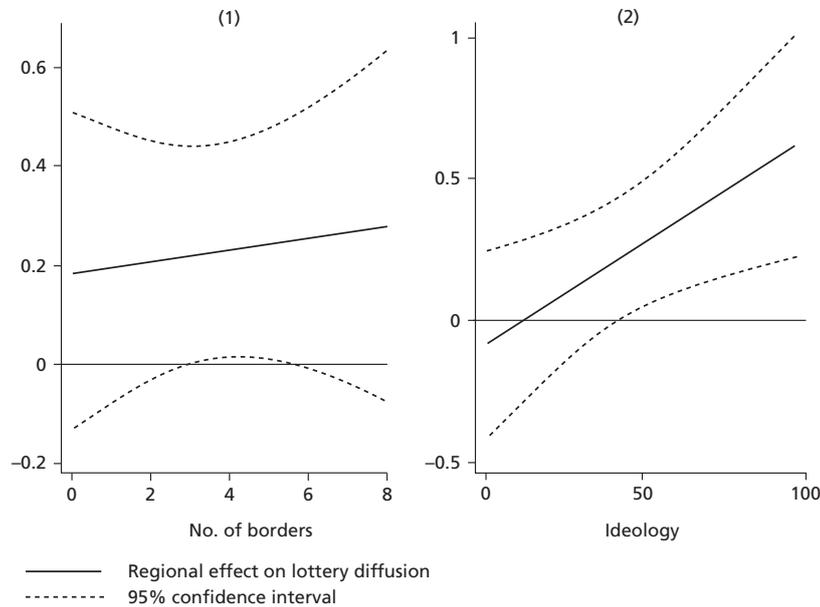 (1)
0.6
0.4
0.2
0
–0.2
0 2 4 6 8
No. of borders
(2)
1
0.5
0
–0.5
0 50 100
Ideology
Regional effect on lottery diffusion
95% confidence interval